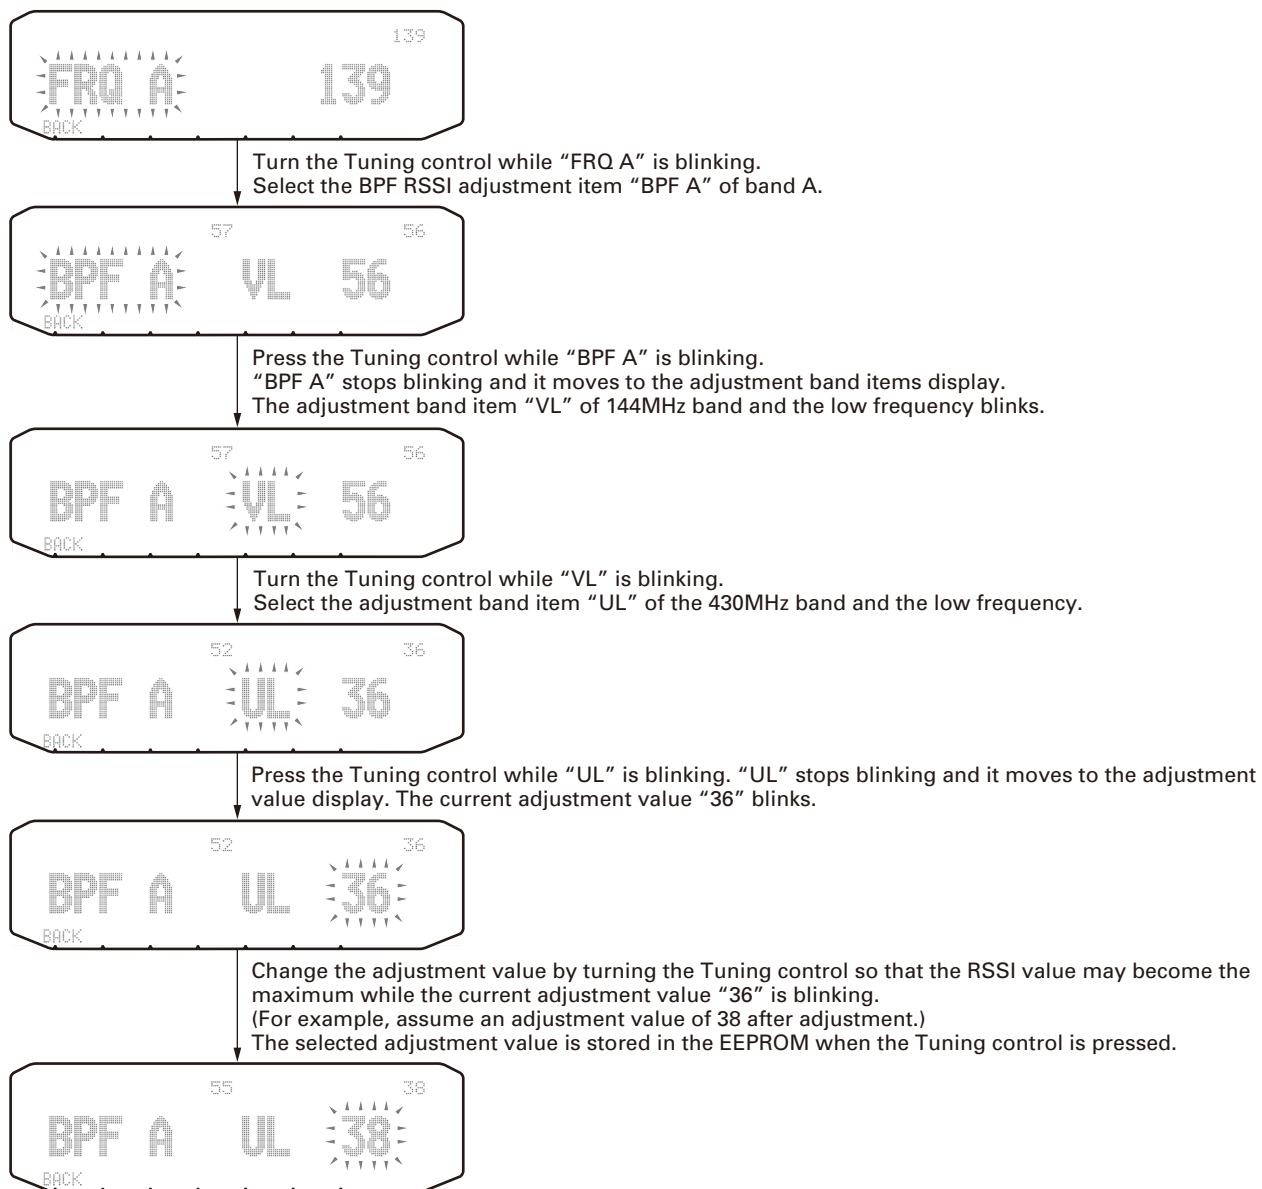 139
FRQ A 139
BACK
Turn the Tuning control while “FRQ A” is blinking.
Select the BPF RSSI adjustment item “BPF A” of band A.
57 56
BPF A VL 56
BACK
Press the Tuning control while “BPF A” is blinking.
“BPF A” stops blinking and it moves to the adjustment band items display.
The adjustment band item “VL” of 144MHz band and the low frequency blinks.
57 56
BPF A VL 56
BACK
Turn the Tuning control while “VL” is blinking.
Select the adjustment band item “UL” of the 430MHz band and the low frequency.
52 36
BPF A UL 36
BACK
Press the Tuning control while “UL” is blinking. “UL” stops blinking and it moves to the adjustment
value display. The current adjustment value “36” blinks.
52 36
BPF A UL 36
BACK
Change the adjustment value by turning the Tuning control so that the RSSI value may become the
maximum while the current adjustment value “36” is blinking.
(For example, assume an adjustment value of 38 after adjustment.)
The selected adjustment value is stored in the EEPROM when the Tuning control is pressed.
55 38
BPF A UL 38
BACK